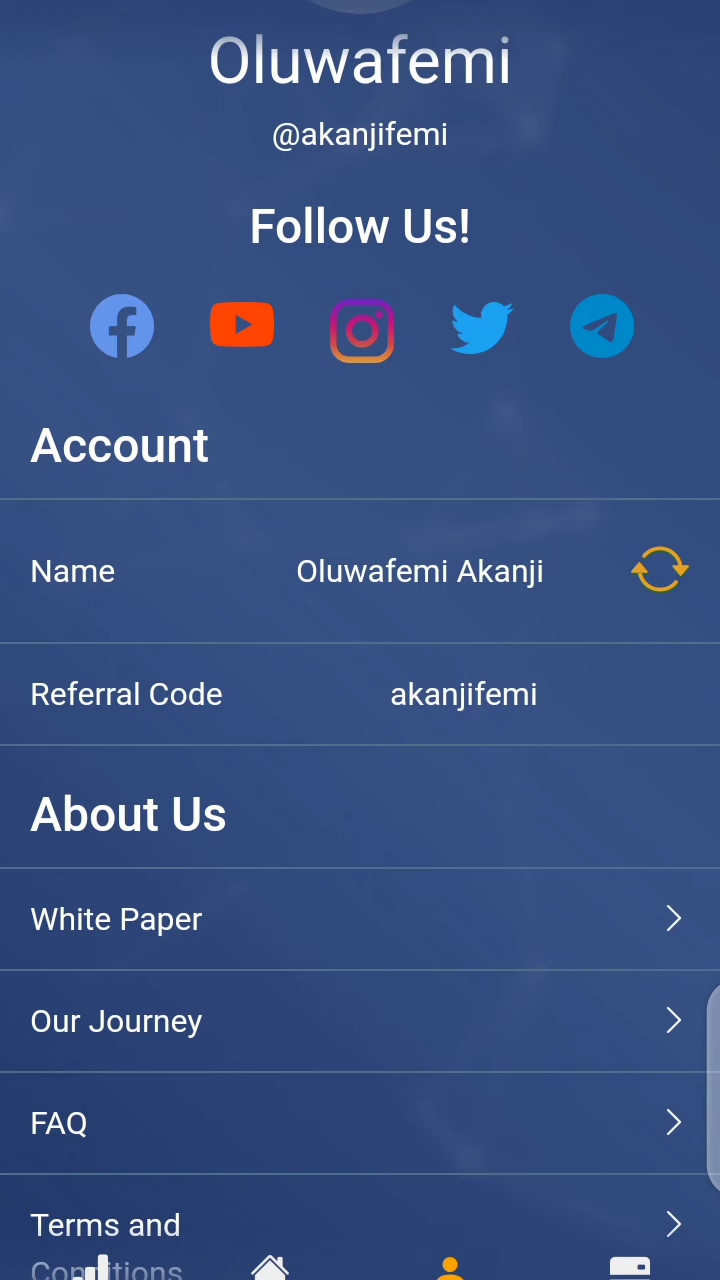 Oluwafemi
@akanjifemi
Follow Us!
Account
Name Oluwafemi Akanji
Referral Code akanjifemi
About Us
White Paper
Our Journey
FAQ
Terms and
Conditions